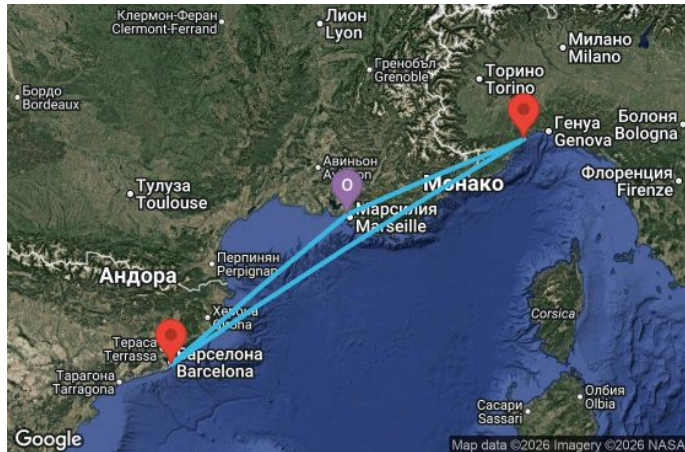 Клермон-Феран
Clermont-Ferrand
Лион
Lyon
Милано
Milano
Гренобъл
Grenoble
Торино
Torino
Бордо
Bordeaux
Генуа
Genova
Болоня
Bologna
Авиньон
O
Монако
Флоренция
Firenze
Тулуза
Toulouse
Марсилия
Marseille
Перпинян
Perpignan
Андора
Corsica
Тераса
Terrassa
Барселона
Barcelona
Тарагона
Tarragona
Олбия
Olbia
Сасари
Sassari
Google
Map data ©2026 Imagery ©2026 NASA